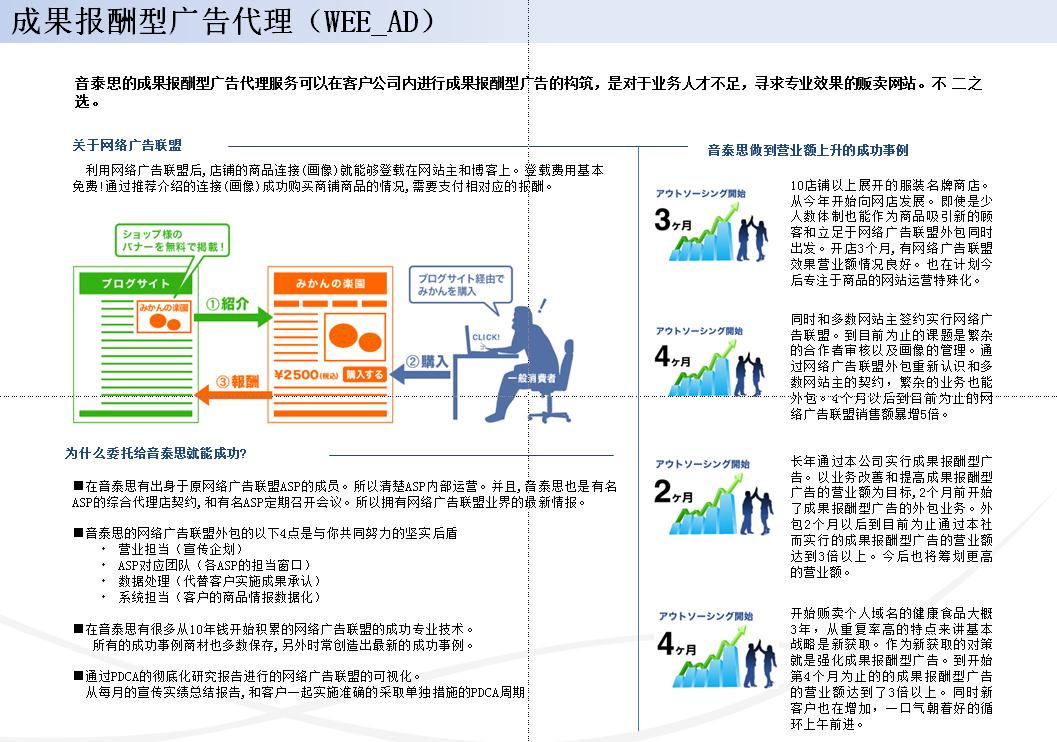 成果报酬型广告代理（WEE_AD）
音泰思的成果报酬型广告代理服务可以在客户公司内进行成果报酬型广告的构筑，是对于业务人才不足，寻求专业效果的贩卖网站。不 二之
选。
关于网络广告联盟
利用网络广告联盟后,店铺的商品连接(画像)就能够登载在网站主和博客上。登载费用基本
免费!通过推荐介绍的连接(画像)成功购买商铺商品的情况,需要支付相对应的报酬。
ショップ様の
バナーを無料で掲載！
ブログサイト
みかんの楽園
①紹介
みかんの楽園
¥2500(税込)
購入する
③報酬
②購入
ブログサイト経由で
みかんを購入
CLICK!
一般消費者
为什么委托给音泰思就能成功?
■在音泰思有出身于原网络广告联盟ASP的成员。所以清楚ASP内部运营。并且,音泰思也是有名
ASP的综合代理店契约,和有名ASP定期召开会议。所以拥有网络广告联盟业界的最新情报。
■音泰思的网络广告联盟外包的以下4点是与你共同努力的坚实后盾
・ 营业担当（宣传企划）
・ ASP对应团队（各ASP的担当窗口）
・ 数据处理（代替客户实施成果承认）
・ 系统担当（客户的商品情报数据化）
■在音泰思有很多从10年钱开始积累的网络广告联盟的成功专业技术。
所有的成功事例商材也多数保存,另外时常创造出最新的成功事例。
■通过PDCA的彻底化研究报告进行的网络广告联盟的可视化。
从每月的宣传实绩总结报告,和客户一起实施准确的采取单独措施的PDCA周期
音泰思做到营业额上升的成功事例
アウトソーシング開始
3ヶ月
10店铺以上展开的服装名牌商店。
从今年开始向网店发展。即使是少
人数体制也能作为商品吸引新的顾
客和立足于网络广告联盟外包同时
出发。开店3个月,有网络广告联盟
效果营业额情况良好。也在计划今
后专注于商品的网站运营特殊化。
アウトソーシング開始
4ヶ月
同时和多数网站主签约实行网络广
告联盟。到目前为止的课题是繁杂
的合作者审核以及画像的管理。通
过网络广告联盟外包重新认识和多
数网站主的契约，繁杂的业务也能
外包。4个月以后到目前为止的网
络广告联盟销售额暴增5倍。
アウトソーシング開始
2ヶ月
长年通过本公司实行成果报酬型广
告。以业务改善和提高成果报酬型
广告的营业额为目标,2个月前开始
了成果报酬型广告的外包业务。外
包2个月以后到目前为止通过本社
而实行的成果报酬型广告的营业额
达到3倍以上。今后也将筹划更高
的营业额。
アウトソーシング開始
4ヶ月
开始贩卖个人域名的健康食品大概
3年，从重复率高的特点来讲基本
战略是新获取。作为新获取的对策
就是强化成果报酬型广告。到开始
第4个月为止的的成果报酬型广告
的营业额达到了3倍以上。同时新
客户也在增加，一口气朝着好的循
环上午前进。